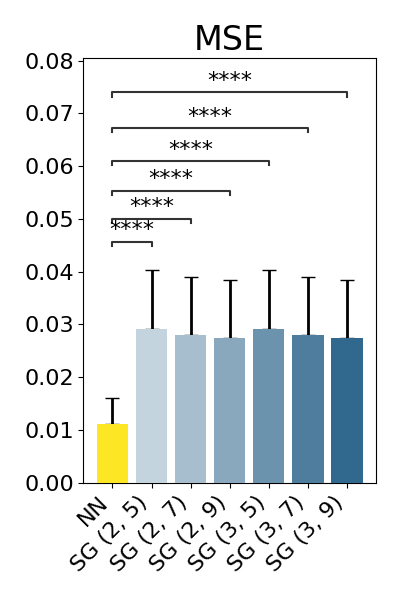 MSE
0.08
0.07
0.06
0.05
0.04
0.03
0.02
0.01
0.00
****
****
****
****
****
****
NN
SG (2, 5)
SG (2, 7)
SG (2, 9)
SG (3, 5)
SG (3, 7)
SG (3, 9)